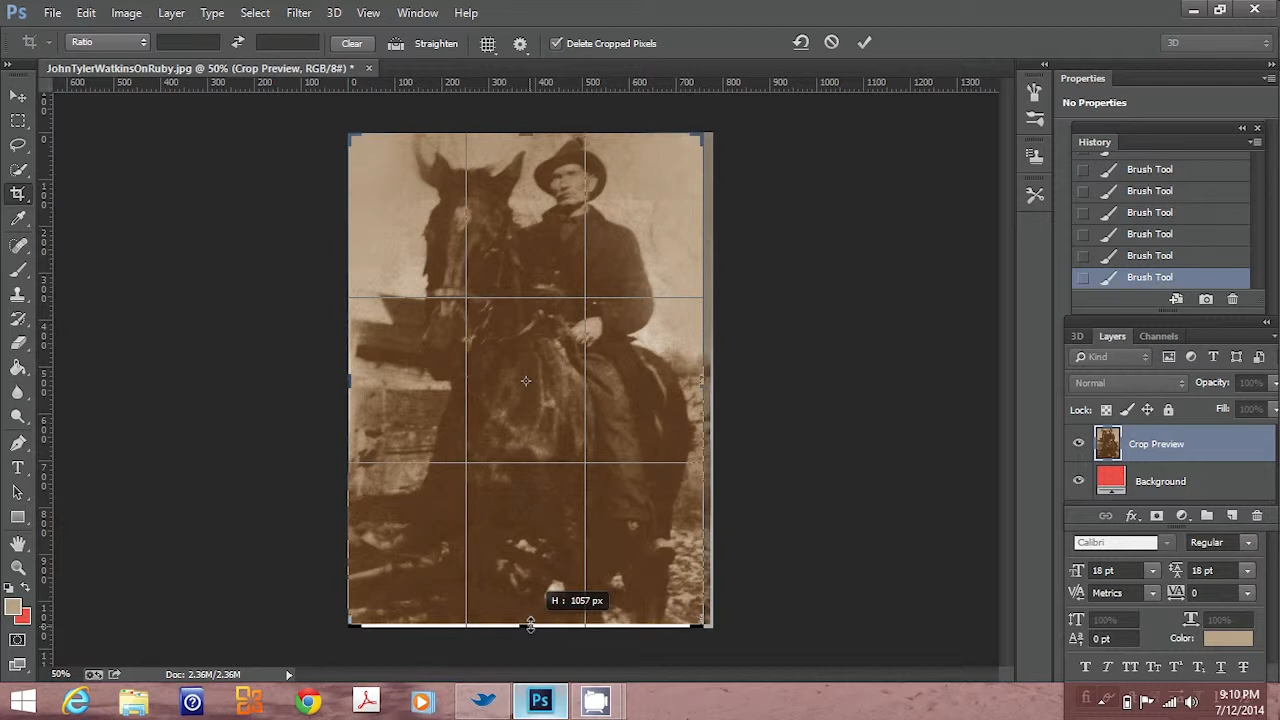 Ps File Edit Image Layer Type Select Filter 3D View Window Help
Ratio Clear Straighten Delete Cropped Pixels 3D
JohnTylerWatkinsOnRuby.jpg @ 50% (Crop Preview, RGB/8#) *
600 500 400 300 200 100 0 100 200 300 400 500 600 700 800 900 1000 1100 1200 1300
Properties
No Properties
History
Brush Tool
Brush Tool
Brush Tool
Brush Tool
Brush Tool
Brush Tool
3D Layers Channels
Kind
Normal Opacity: 100%
Lock: Fill: 100%
Crop Preview
Background
Calibri Regular
18 pt 18 pt
Metrics 0
100% 100%
0 pt Color:
H : 1057 px
50% Doc: 2.36M/2.36M
9:10 PM
7/12/2014